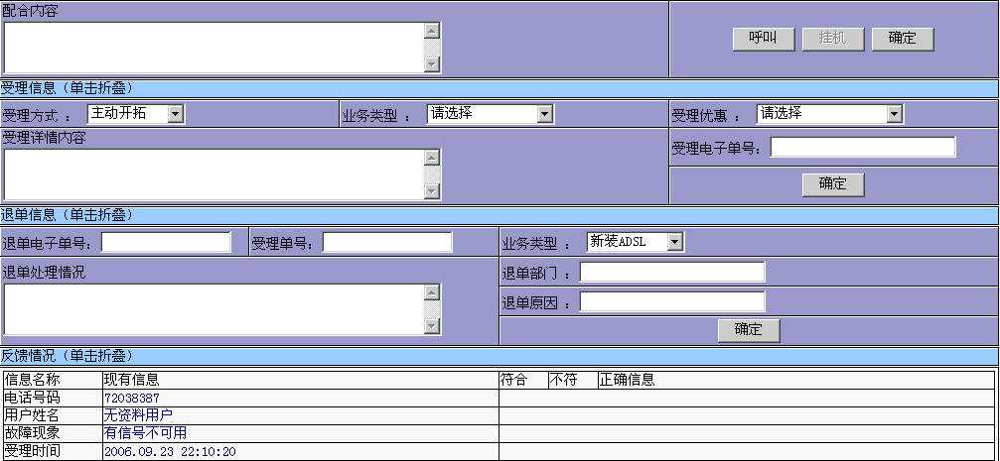 配合内容
呼叫 挂机 确定
受理信息（单击折叠）
受理方式： 主动开拓 业务类型： 请选择 受理优惠： 请选择
受理详情内容
受理电子单号：
确定
退单信息（单击折叠）
退单电子单号： 受理单号： 业务类型： 新装ADSL
退单处理情况 退单部门：
退单原因：
确定
反馈情况（单击折叠）
信息名称 现有信息 符合 不符 正确信息
电话号码 72038387
用户姓名 无资料用户
故障现象 有信号不可用
受理时间 2006.09.23 22:10:20